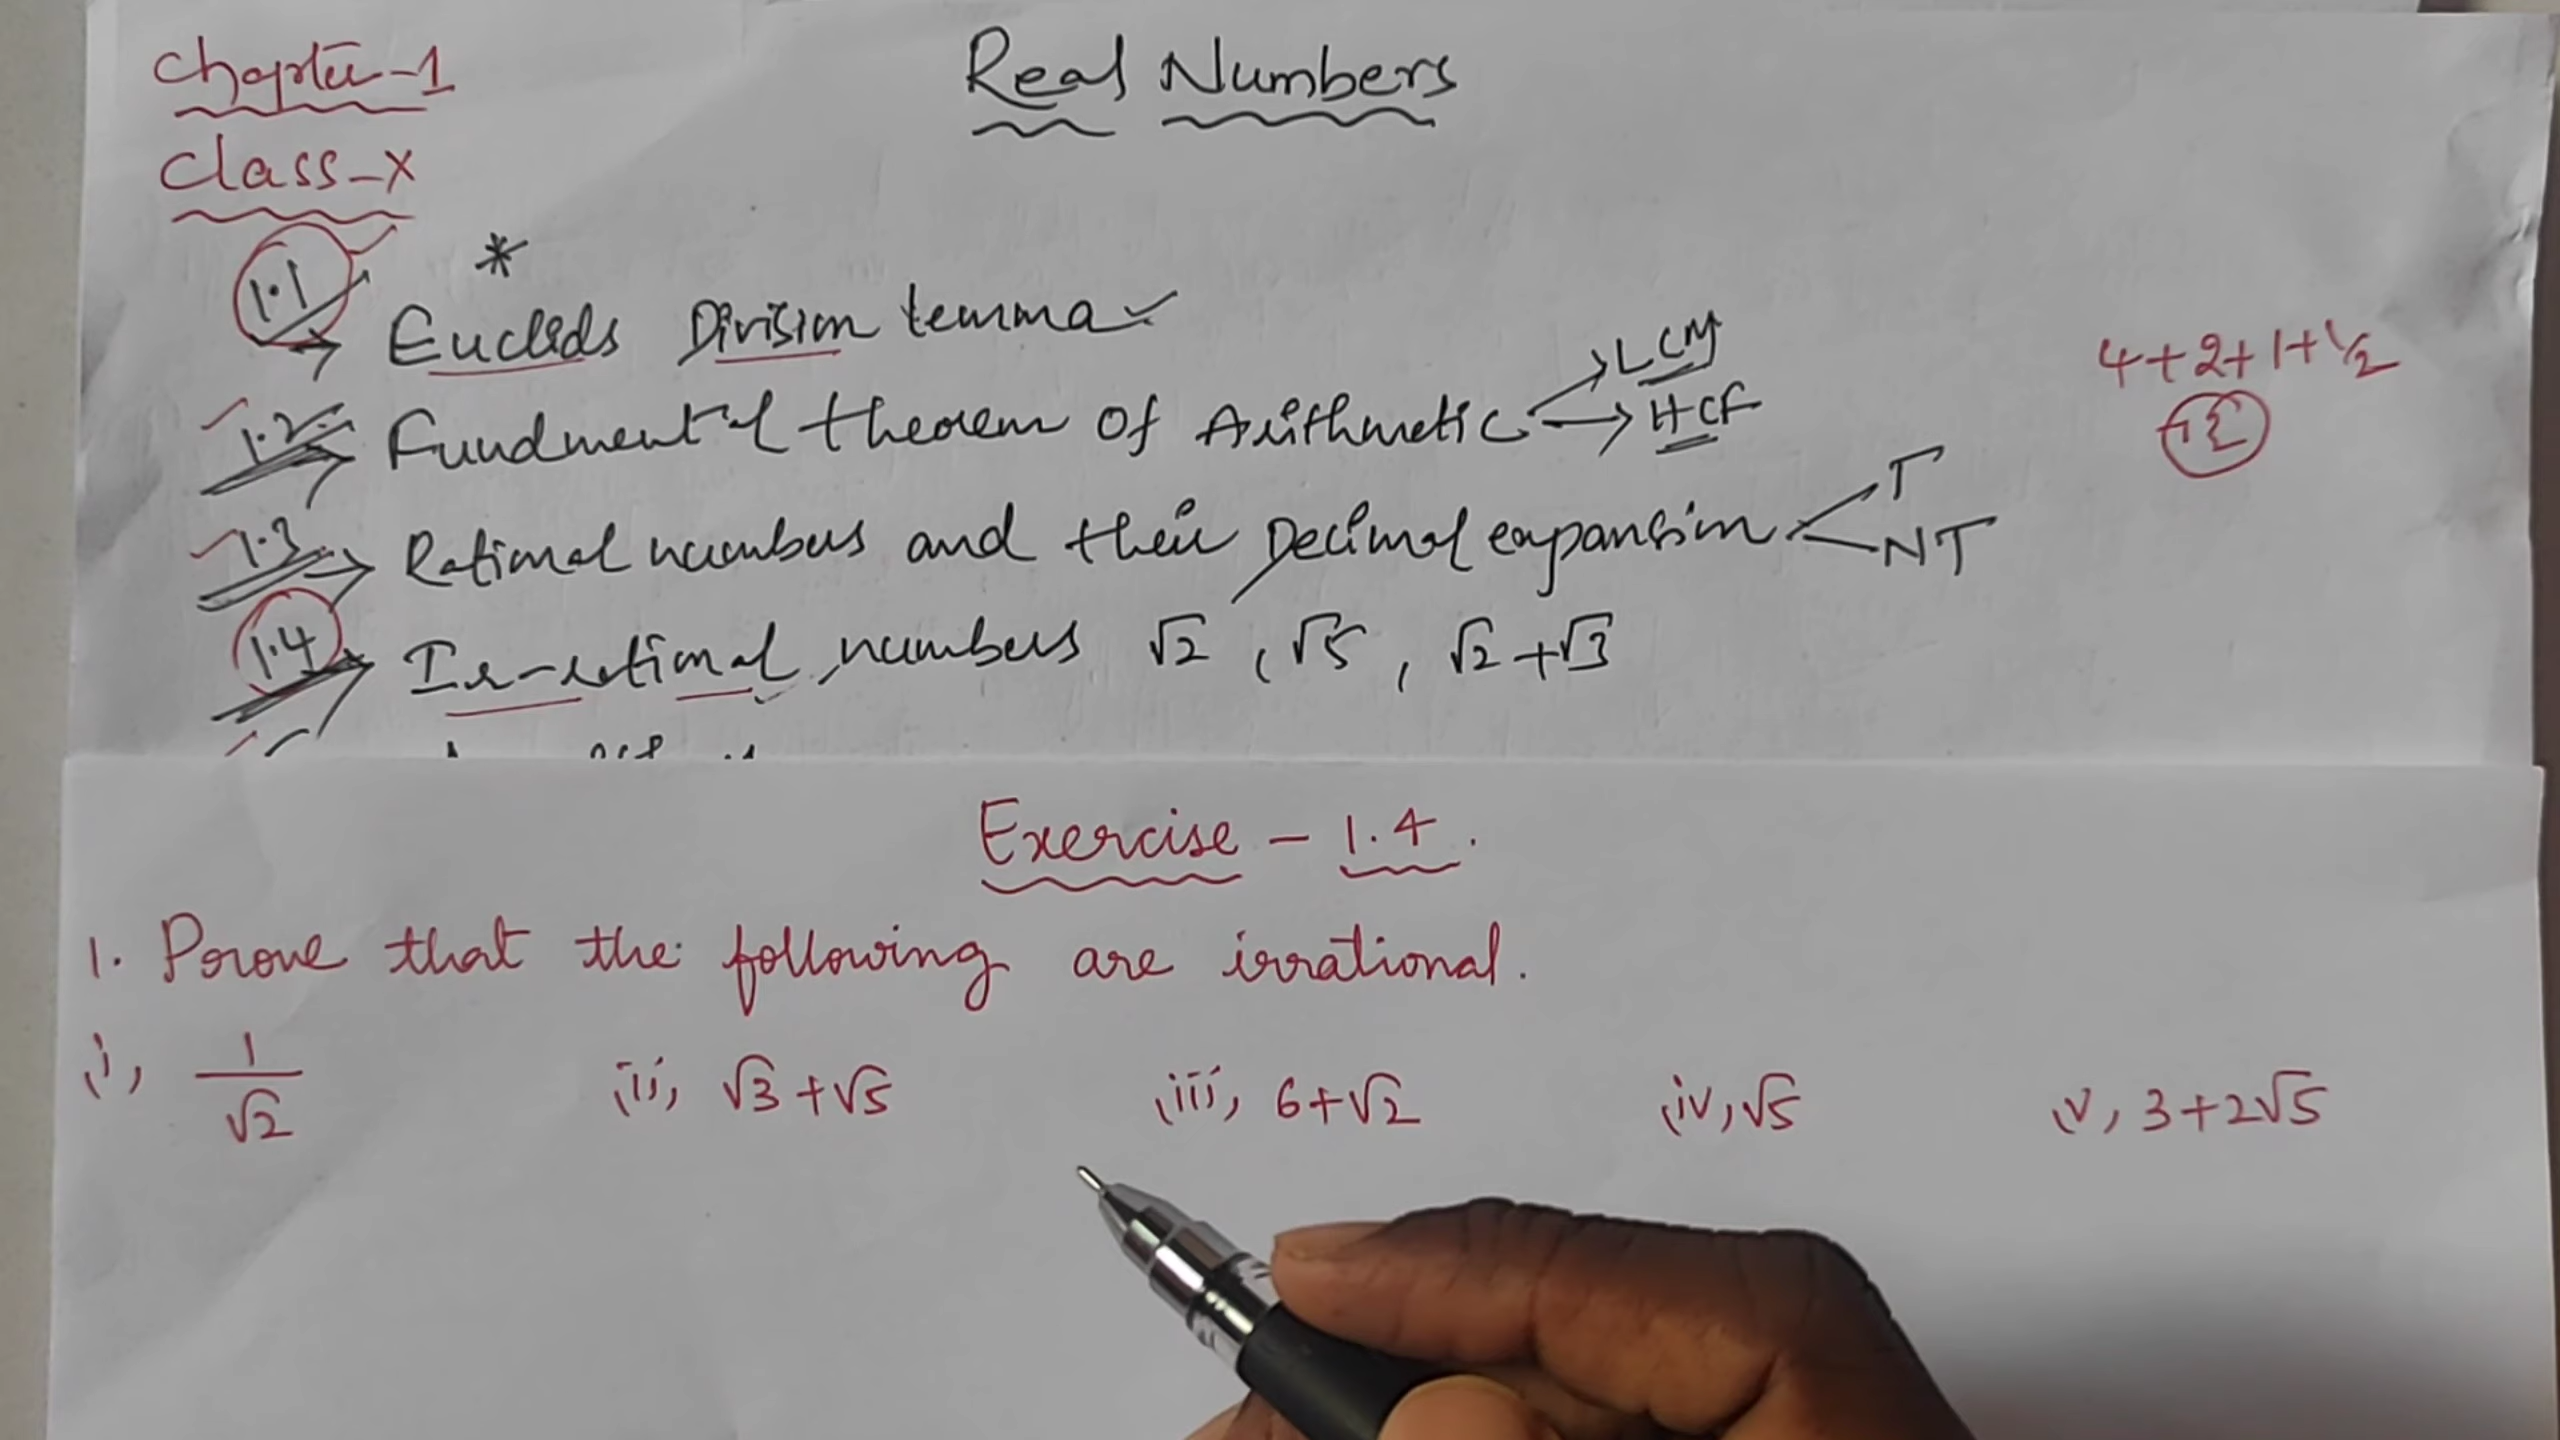 Chapter-1
Real Numbers
Class-X
*
1.1 → Euclids Division lemma ✓
4+2+1+1/2
1.2 → Fundmental theorem of Arithmetic → LCM → HCF
1.3 → Rational numbers and their Decimal expansion T NT
1.4 → Ir-rational numbers √2, √5, √2+√3
Exercise - 1.4.
1. Prove that the following are irrational.
(i, 1/√2 (ii, √3+√5 (iii, 6+√2 (iv, √5 (v, 3+2√5